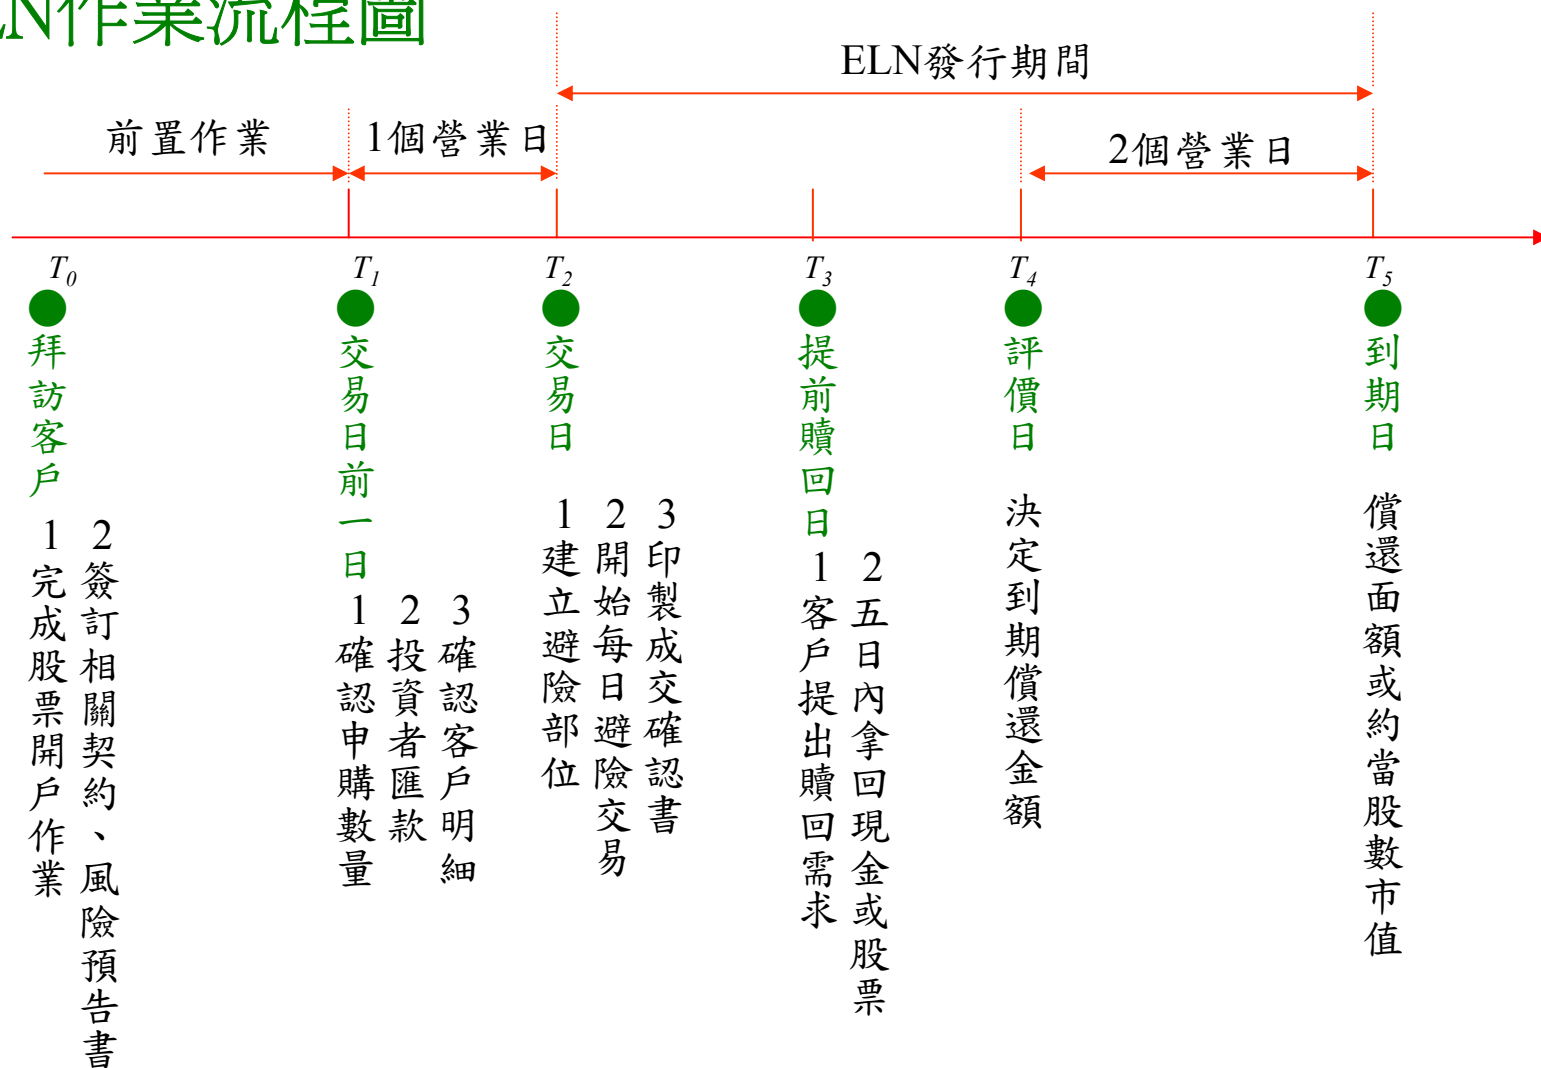 LN作業流程圖
ELN發行期間
前置作業
1個營業日
2個營業日
T0
T1
T2
T3
T4
T5
拜訪客戶
1完成股票開戶作業
2簽訂相關契約、風險預告書
交易日前一日
1確認申購數量
2投資者匯款
3確認客戶明細
交易日
1建立避險部位
2開始每日避險交易
3印製成交確認書
提前贖回日
1客戶提出贖回需求
2五日內拿回現金或股票
評價日
決定到期償還金額
到期日
償還面額或約當股數市值